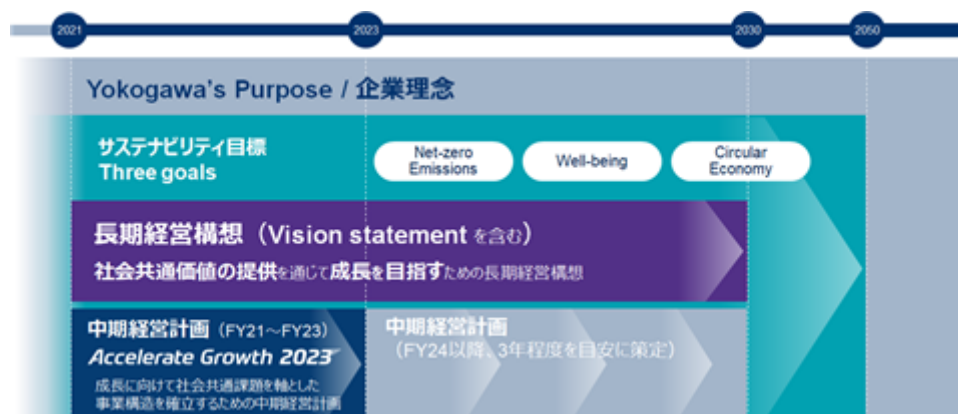 2021 2023 2030 2050
Yokogawa's Purpose / 企業理念
サステナビリティ目標
Three goals
Net-zero
Emissions
Well-being
Circular
Economy
長期経営構想（Vision statement を含む）
社会共通価値の提供を通じて成長を目指すための長期経営構想
中期経営計画（FY21～FY23）
Accelerate Growth 2023
成長に向けて社会共通課題を軸とした
事業構造を確立するための中期経営計画
中期経営計画
（FY24以降、3年程度を目安に策定）